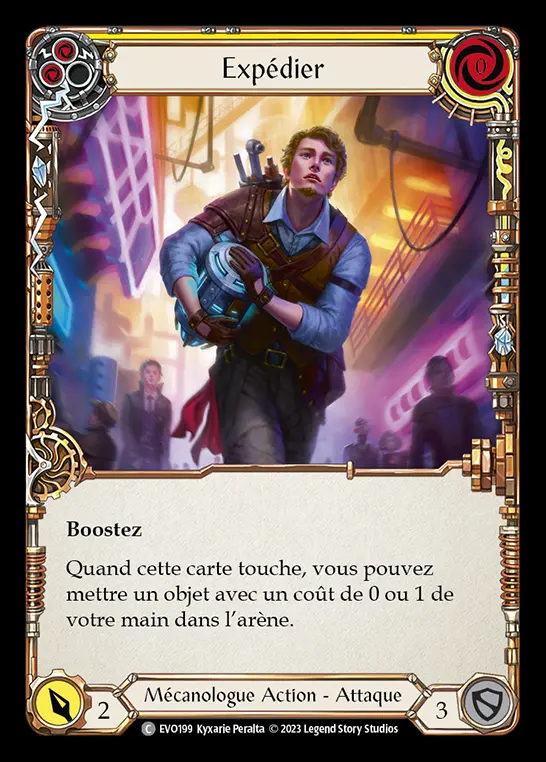 Expédier
0
Boostez
Quand cette carte touche, vous pouvez
mettre un objet avec un coût de 0 ou 1 de
votre main dans l'arène.
2
Mécanologue Action - Attaque
3
C EVO199 Kyxarie Peralta © 2023 Legend Story Studios